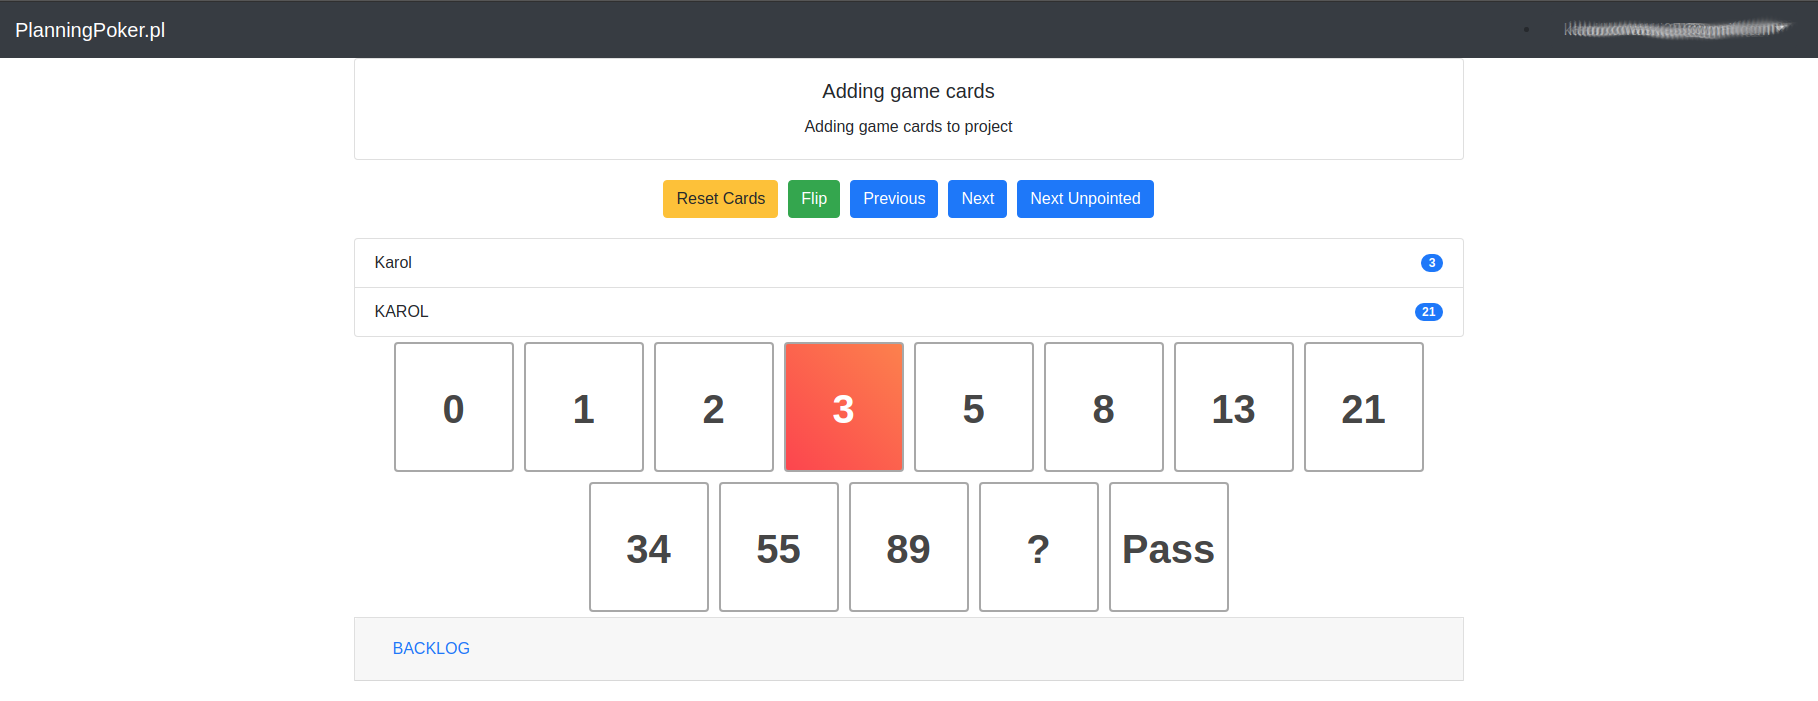 PlanningPoker.pl
Adding game cards
Adding game cards to project
Reset Cards Flip Previous Next Next Unpointed
Karol 3
KAROL 21
0 1 2 3 5 8 13 21
34 55 89 ? Pass
BACKLOG